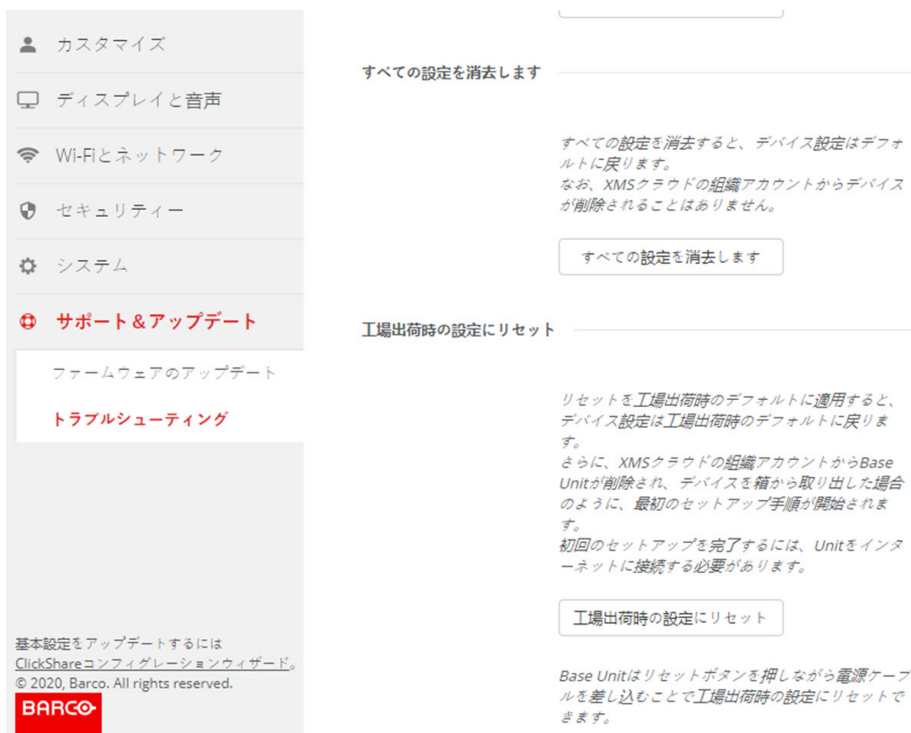 カスタマイズ
ディスプレイと音声
Wi-Fiとネットワーク
セキュリティー
システム
サポート＆アップデート
ファームウェアのアップデート
トラブルシューティング
基本設定をアップデートするには
ClickShareコンフィグレーションウィザード。
© 2020, Barco. All rights reserved.
BARCO
すべての設定を消去します
すべての設定を消去すると、デバイス設定はデフォ
ルトに戻ります。
なお、XMSクラウドの組織アカウントからデバイス
が削除されることはありません。
すべての設定を消去します
工場出荷時の設定にリセット
リセットを工場出荷時のデフォルトに適用すると、
デバイス設定は工場出荷時のデフォルトに戻りま
す。
さらに、XMSクラウドの組織アカウントからBase
Unitが削除され、デバイスを箱から取り出した場合
のように、最初のセットアップ手順が開始されま
す。
初回のセットアップを完了するには、Unitをインタ
ーネットに接続する必要があります。
工場出荷時の設定にリセット
Base Unitはリセットボタンを押しながら電源ケーブ
ルを差し込むことで工場出荷時の設定にリセットで
きます。